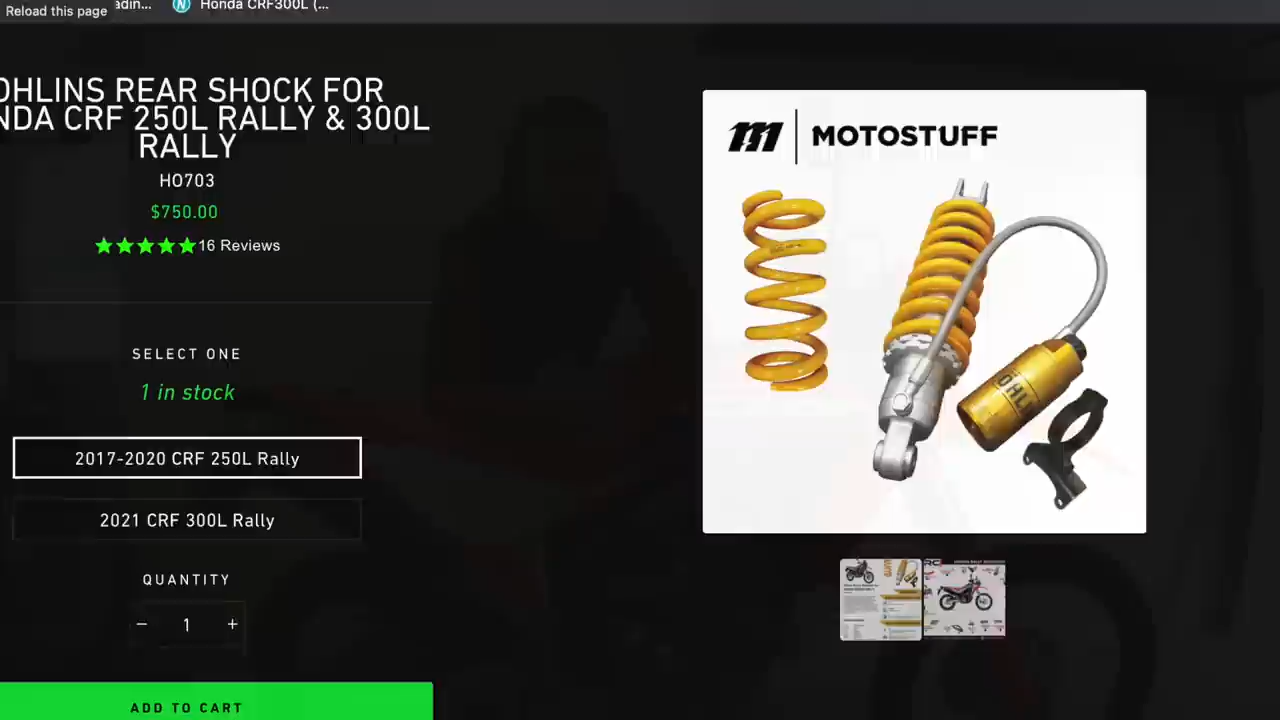 Reload this page
adin...
Honda CRF300L (...
OHLINS REAR SHOCK FOR
NDA CRF 250L RALLY & 300L
RALLY
HO703
$750.00
16 Reviews
SELECT ONE
1 in stock
2017-2020 CRF 250L Rally
2021 CRF 300L Rally
QUANTITY
− 1 +
ADD TO CART
MOTOSTUFF